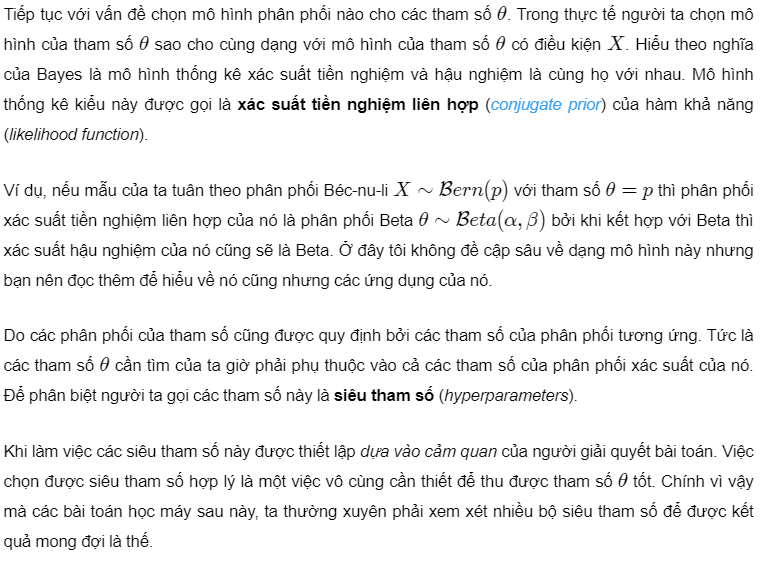 Tiếp tục với vấn đề chọn mô hình phân phối nào cho các tham số θ. Trong thực tế người ta chọn mô
hình của tham số θ sao cho cùng dạng với mô hình của tham số θ có điều kiện X. Hiểu theo nghĩa
của Bayes là mô hình thống kê xác suất tiền nghiệm và hậu nghiệm là cùng họ với nhau. Mô hình
thống kê kiểu này được gọi là xác suất tiền nghiệm liên hợp (conjugate prior) của hàm khả năng
(likelihood function).
Ví dụ, nếu mẫu của ta tuân theo phân phối Béc-nu-li X ∼ Bern(p) với tham số θ = p thì phân phối
xác suất tiền nghiệm liên hợp của nó là phân phối Beta θ ∼ Beta(α, β) bởi khi kết hợp với Beta thì
xác suất hậu nghiệm của nó cũng sẽ là Beta. Ở đây tôi không đề cập sâu về dạng mô hình này nhưng
bạn nên đọc thêm để hiểu về nó cũng nhưng các ứng dụng của nó.
Do các phân phối của tham số cũng được quy định bởi các tham số của phân phối tương ứng. Tức là
các tham số θ cần tìm của ta giờ phải phụ thuộc vào cả các tham số của phân phối xác suất của nó.
Để phân biệt người ta gọi các tham số này là siêu tham số (hyperparameters).
Khi làm việc các siêu tham số này được thiết lập dựa vào cảm quan của người giải quyết bài toán. Việc
chọn được siêu tham số hợp lý là một việc vô cùng cần thiết để thu được tham số θ tốt. Chính vì vậy
mà các bài toán học máy sau này, ta thường xuyên phải xem xét nhiều bộ siêu tham số để được kết
quả mong đợi là thế.